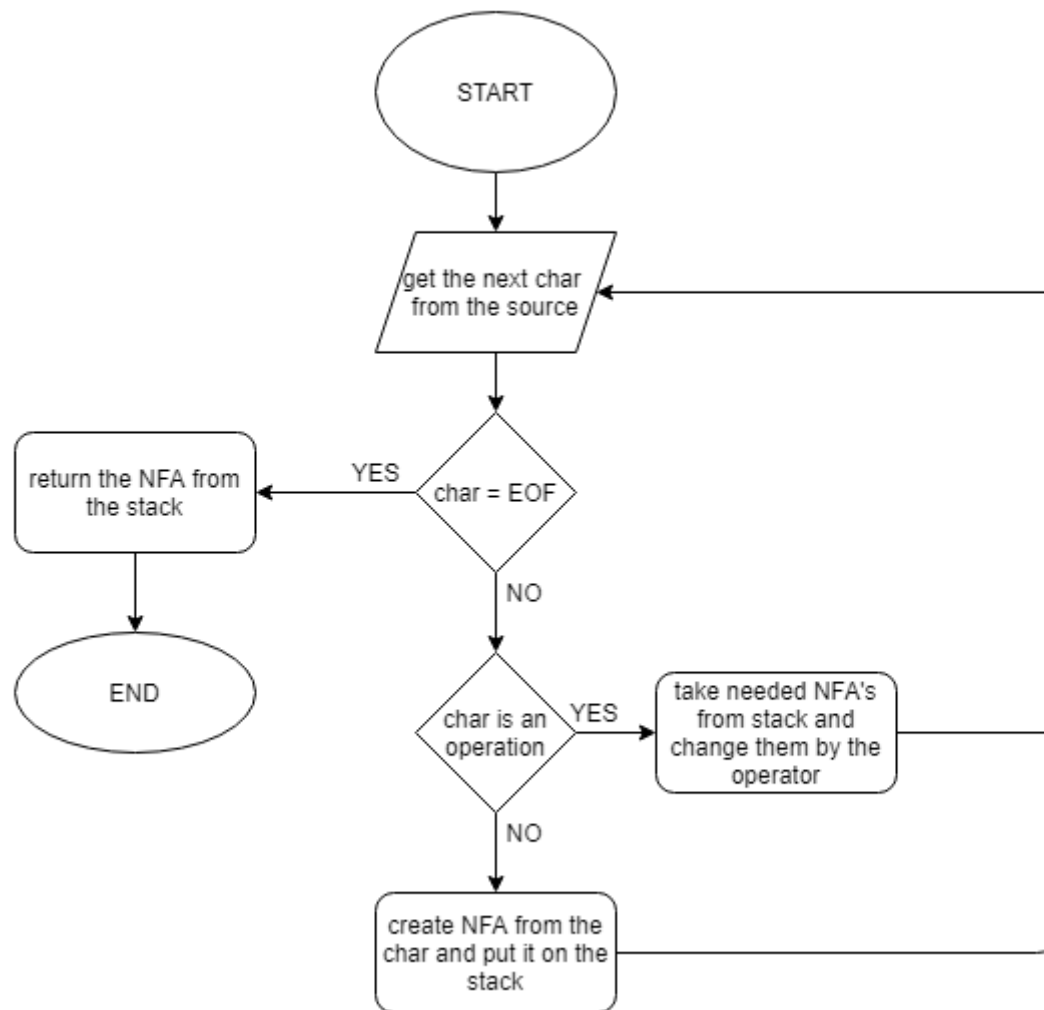 START
get the next char
from the source
char = EOF
YES
return the NFA from
the stack
END
NO
char is an
operation
YES
take needed NFA's
from stack and
change them by the
operator
NO
create NFA from the
char and put it on the
stack